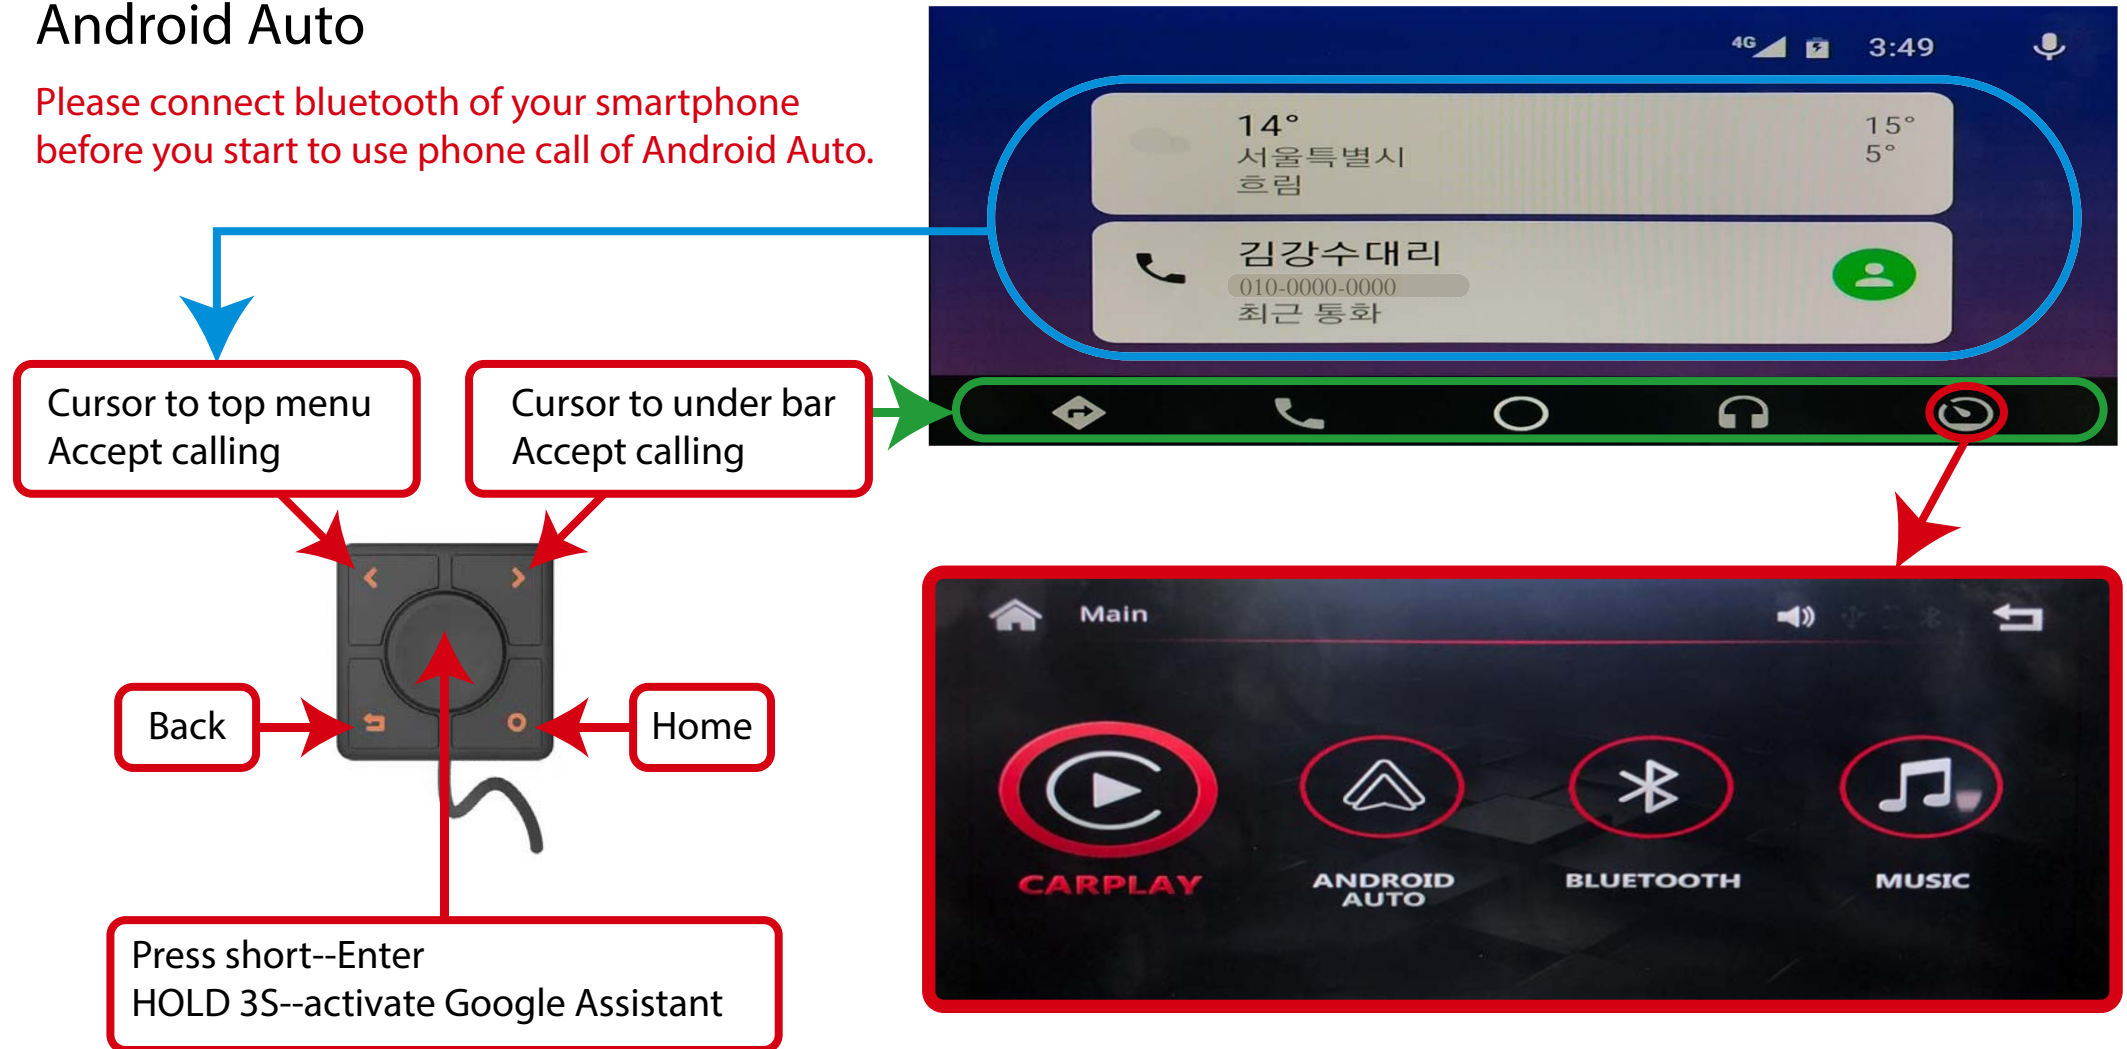 Android Auto
Please connect bluetooth of your smartphone
before you start to use phone call of Android Auto.
4G 3:49
14°
서울특별시
흐림
15°
5°
김강수대리
010-0000-0000
최근 통화
Cursor to top menu
Accept calling
Cursor to under bar
Accept calling
Back
Home
Press short--Enter
HOLD 3S--activate Google Assistant
Main
CARPLAY
ANDROID
AUTO
BLUETOOTH
MUSIC